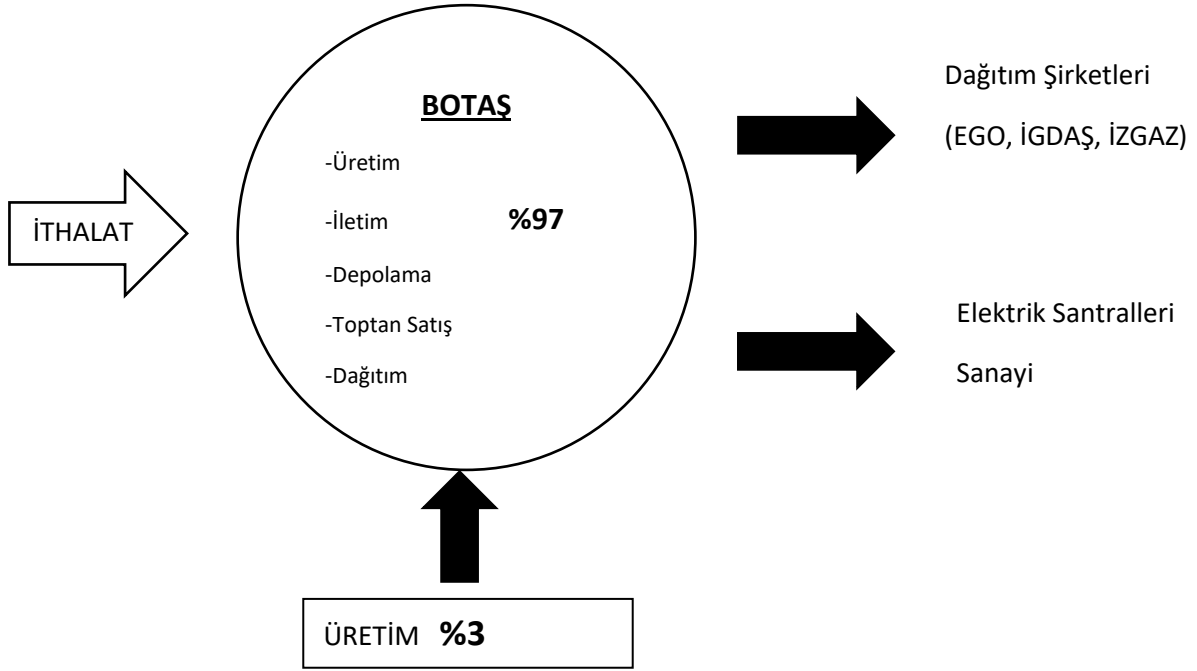 İTHALAT
BOTAŞ
-Üretim
-İletim %97
-Depolama
-Toptan Satış
-Dağıtım
Dağıtım Şirketleri
(EGO, İGDAŞ, İZGAZ)
Elektrik Santralleri
Sanayi
ÜRETİM %3